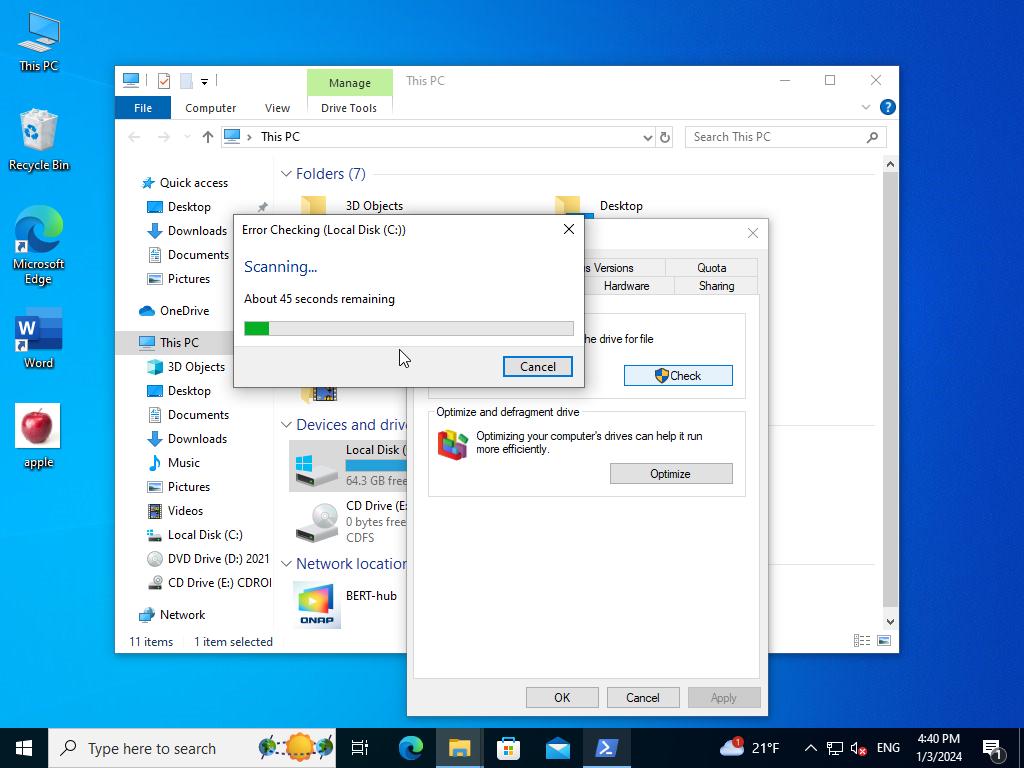 This PC
Recycle Bin
Microsoft
Edge
Word
apple
Manage
This PC
File
Computer
View
Drive Tools
This PC
Search This PC
Quick access
Desktop
Downloads
Documents
Pictures
OneDrive
This PC
3D Objects
Desktop
Documents
Downloads
Music
Pictures
Videos
Local Disk (C:)
DVD Drive (D:) 2021
CD Drive (E:) CDRO
Network
11 items
1 item selected
Folders (7)
3D Objects
Desktop
Devices and
Local Disk (
64.3 GB free
CD Drive (E
0 bytes free
CDFS
Network location
BERT-hub
QNAP
Error Checking (Local Disk (C:))
Scanning...
About 45 seconds remaining
Cancel
s Versions
Quota
Hardware
Sharing
he drive for file
Check
Optimize and defragment drive
Optimizing your computer's drives can help it run
more efficiently.
Optimize
OK
Cancel
Apply
Type here to search
1
21°F
ENG
4:40 PM
1/3/2024
1